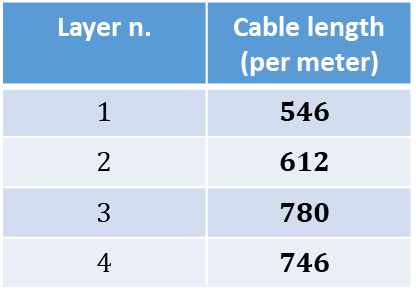 Layer n. Cable length
(per meter)
1 546
2 612
3 780
4 746